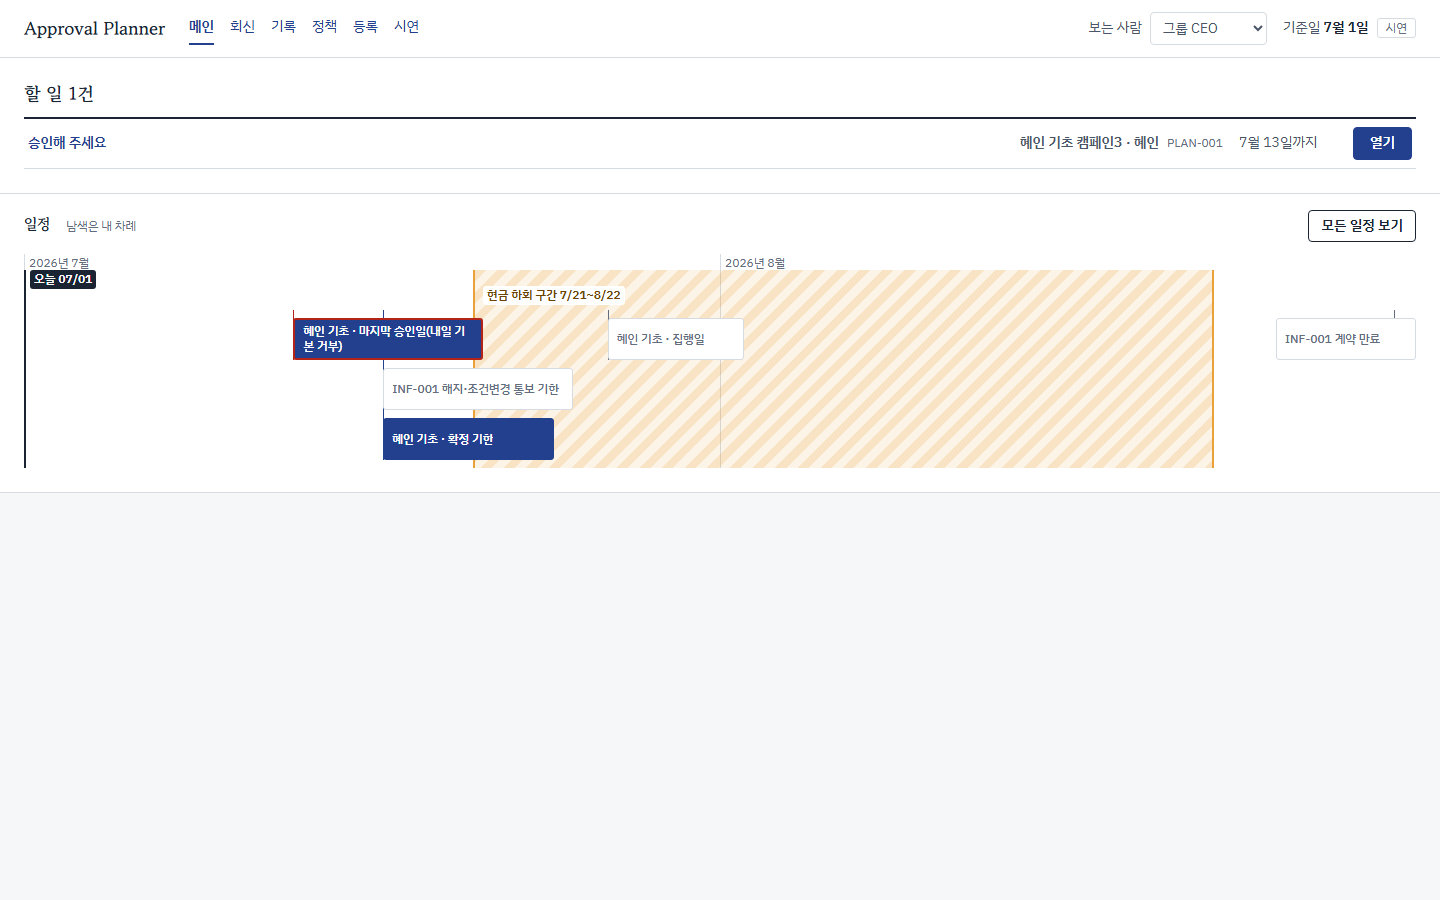 Approval Planner 메인 회신 기록 정책 등록 시연 보는 사람 그룹 CEO 기준일 7월 1일 시연
할 일 1건
승인해 주세요 헤인 기초 캠페인3 · 헤인 PLAN-001 7월 13일까지 열기
일정 남색은 내 차례 모든 일정 보기
2026년 7월 2026년 8월
오늘 07/01
현금 하회 구간 7/21~8/22
헤인 기초 · 마지막 승인일(내일 기
본 거부)
헤인 기초 · 집행일
INF-001 계약 만료
INF-001 해지·조건변경 통보 기한
헤인 기초 · 확정 기한